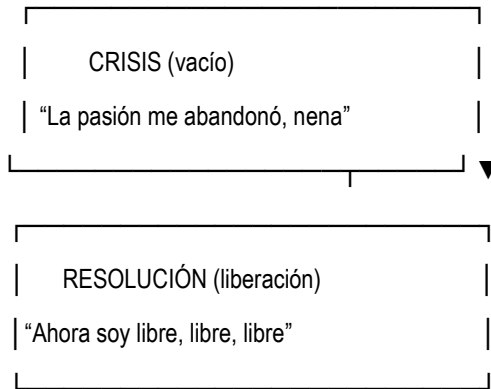 CRISIS (vacío)
“La pasión me abandonó, nena”
RESOLUCIÓN (liberación)
“Ahora soy libre, libre, libre”